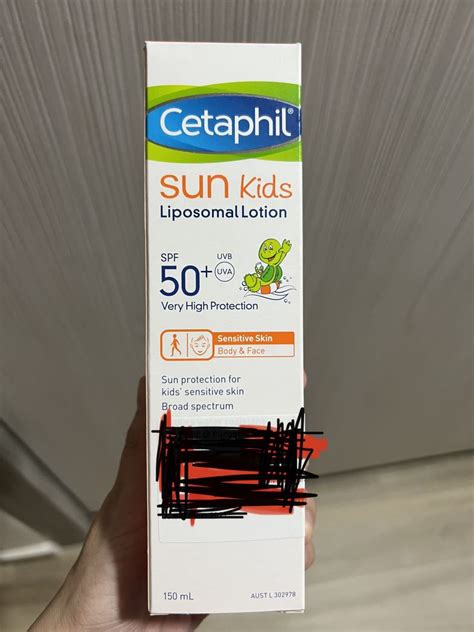 Cetaphil®
sun Kids
Liposomal Lotion
SPF
50+
UVB
UVA
Very High Protection
Sensitive Skin
Body & Face
Sun protection for
kids' sensitive skin
Broad spectrum
150 mL
AUST L 302978